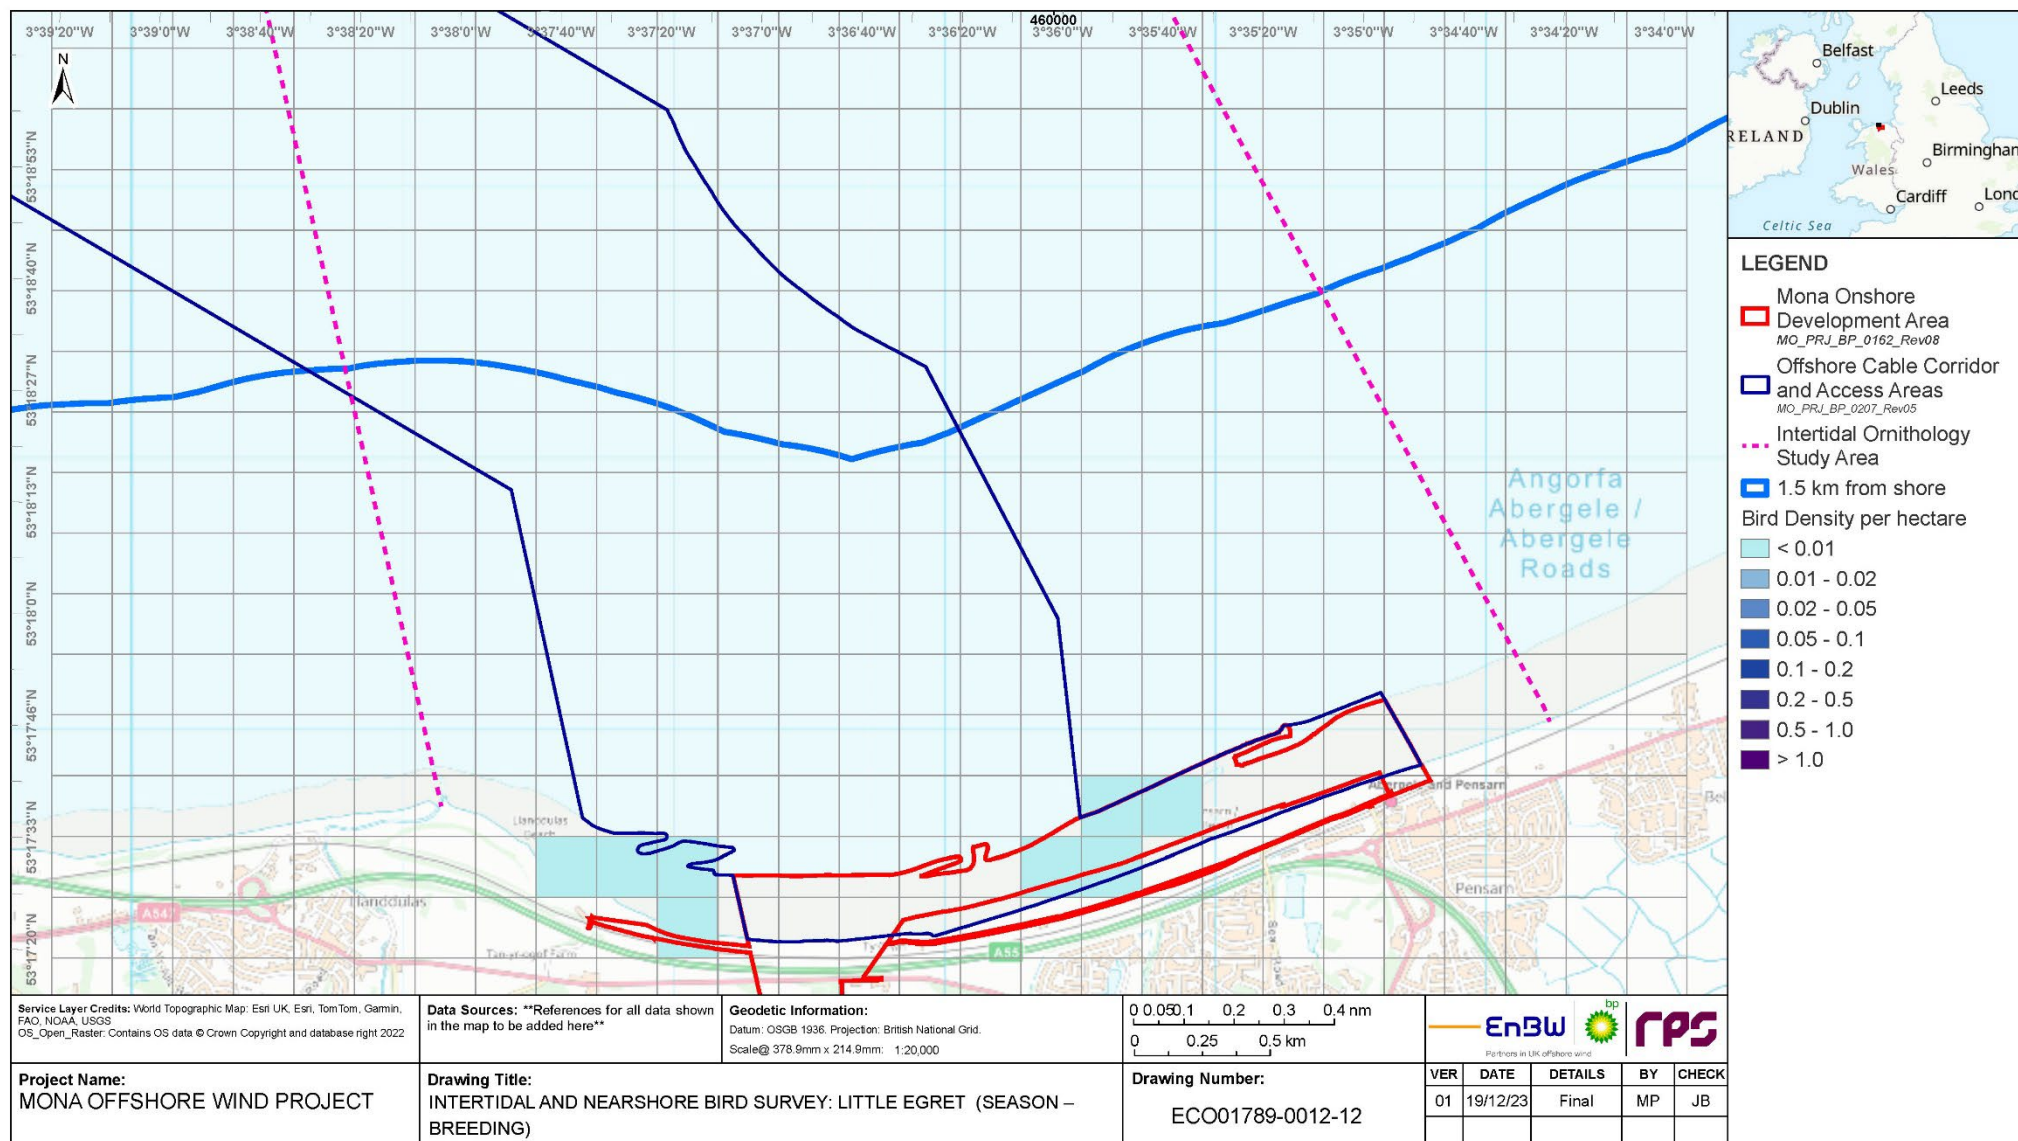 460000
3°39'20"W 3°39'0"W 3°38'40"W 3°38'20"W 3°38'0"W 3°37'40"W 3°37'20"W 3°37'0"W 3°36'40"W 3°36'20"W 3°36'0"W 3°35'40"W 3°35'20"W 3°35'0"W 3°34'40"W 3°34'20"W 3°34'0"W
N
53°18'53"N
53°18'40"N
53°18'27"N
53°18'13"N
53°18'0"N
53°17'46"N
53°17'33"N
53°17'20"N
Angorfa
Abergele /
Abergele
Roads
Llanddulas
Beach
Llanddulas
A547
Tan-yr-ogof Farm
A55
Abergele and Pensarn
Pensarn
Belfast
Leeds
Dublin
RELAND
Birmingham
Wales
Cardiff
Lond
Celtic Sea
LEGEND
Mona Onshore
Development Area
MO_PRJ_BP_0162_Rev08
Offshore Cable Corridor
and Access Areas
MO_PRJ_BP_0207_Rev05
Intertidal Ornithology
Study Area
1.5 km from shore
Bird Density per hectare
< 0.01
0.01 - 0.02
0.02 - 0.05
0.05 - 0.1
0.1 - 0.2
0.2 - 0.5
0.5 - 1.0
> 1.0
Service Layer Credits: World Topographic Map: Esri UK, Esri, TomTom, Garmin,
FAO, NOAA, USGS
OS_Open_Raster: Contains OS data © Crown Copyright and database right 2022
Data Sources: **References for all data shown
in the map to be added here**
Geodetic Information:
Datum: OSGB 1936. Projection: British National Grid.
Scale@ 378.9mm x 214.9mm: 1:20,000
0 0.05 0.1 0.2 0.3 0.4 nm
0 0.25 0.5 km
EnBW
bp
Partners in UK offshore wind
rps
Project Name:
MONA OFFSHORE WIND PROJECT
Drawing Title:
INTERTIDAL AND NEARSHORE BIRD SURVEY: LITTLE EGRET (SEASON –
BREEDING)
Drawing Number:
ECO01789-0012-12
VER DATE DETAILS BY CHECK
01 19/12/23 Final MP JB